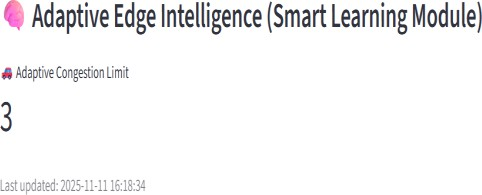 🧠 Adaptive Edge Intelligence (Smart Learning Module)
🚗 Adaptive Congestion Limit
3
Last updated: 2025-11-11 16:18:34